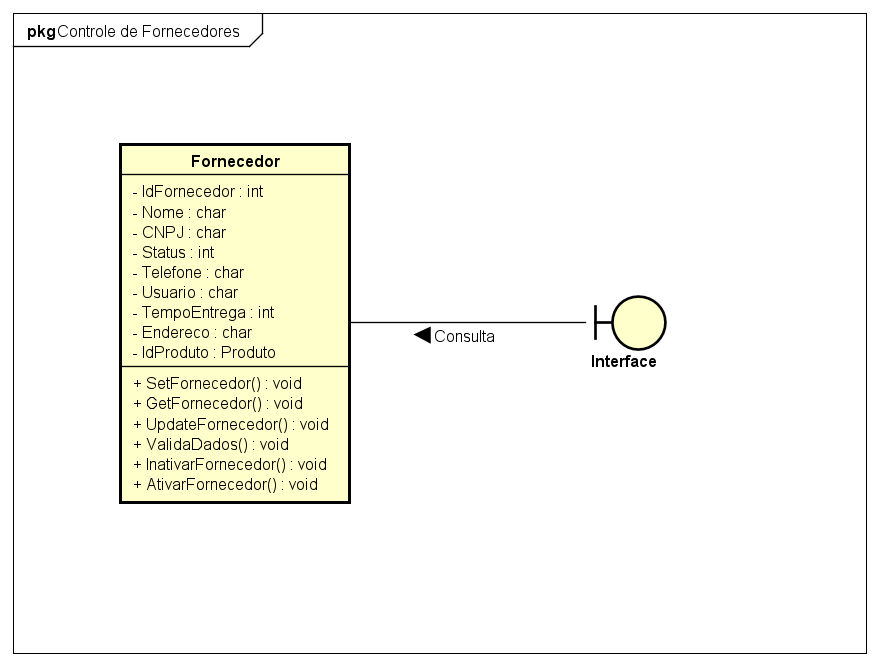 pkg Controle de Fornecedores
Fornecedor
- IdFornecedor : int
- Nome : char
- CNPJ : char
- Status : int
- Telefone : char
- Usuario : char
- TempoEntrega : int
- Endereco : char
- IdProduto : Produto
+ SetFornecedor() : void
+ GetFornecedor() : void
+ UpdateFornecedor() : void
+ ValidaDados() : void
+ InativarFornecedor() : void
+ AtivarFornecedor() : void
Consulta
Interface